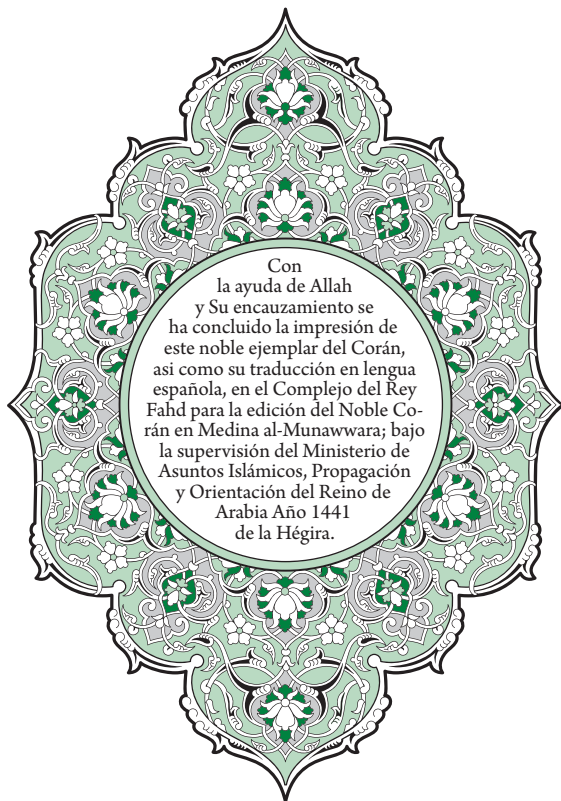 Con
la ayuda de Allah
y Su encauzamiento se
ha concluido la impresión de
este noble ejemplar del Corán,
asi como su traducción en lengua
española, en el Complejo del Rey
Fahd para la edición del Noble Co-
rán en Medina al-Munawwara; bajo
la supervisión del Ministerio de
Asuntos Islámicos, Propagación
y Orientación del Reino de
Arabia Año 1441
de la Hégira.